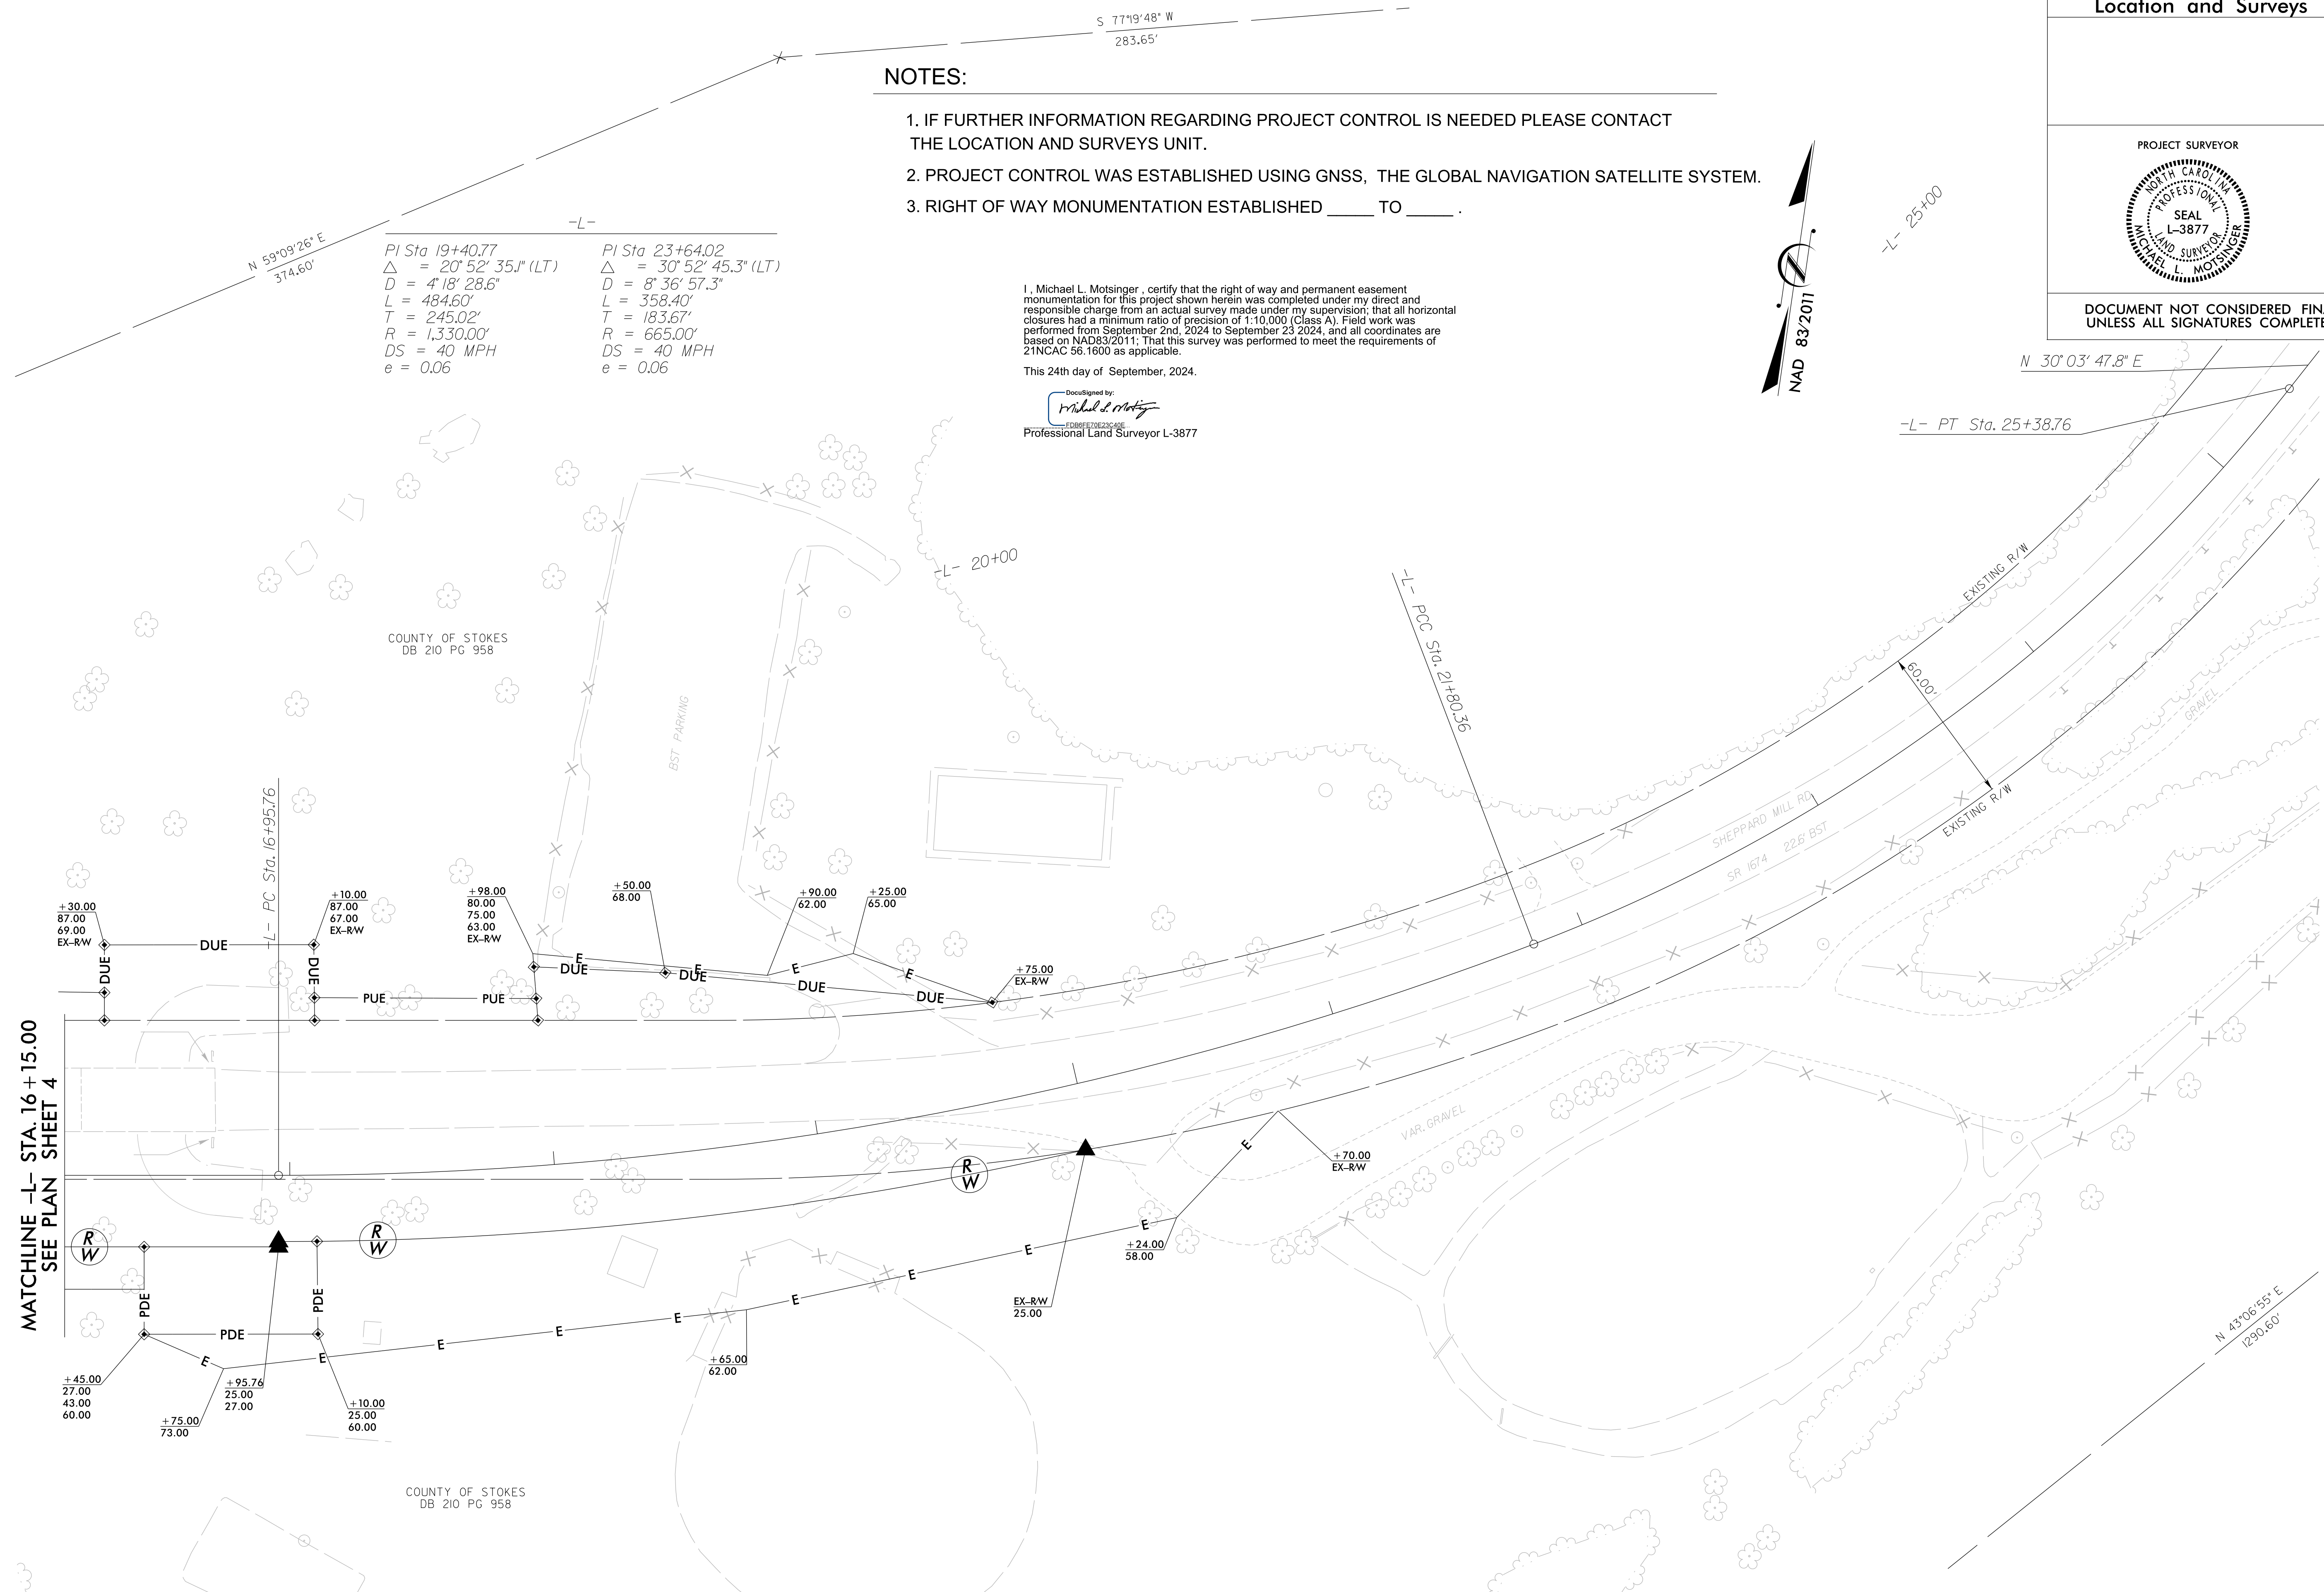 S 77°19'48" W
283.65'
Location and Surveys
NOTES:
1. IF FURTHER INFORMATION REGARDING PROJECT CONTROL IS NEEDED PLEASE CONTACT
THE LOCATION AND SURVEYS UNIT.
2. PROJECT CONTROL WAS ESTABLISHED USING GNSS, THE GLOBAL NAVIGATION SATELLITE SYSTEM.
3. RIGHT OF WAY MONUMENTATION ESTABLISHED _____ TO _____ .
PROJECT SURVEYOR
NORTH CAROLINA
PROFESSIONAL
SEAL
L-3877
LAND SURVEYOR
MICHAEL L. MOTSINGER
DOCUMENT NOT CONSIDERED
UNLESS ALL SIGNATURES
N 59°09'26" E
374.60'
-L-
PI Sta 19+40.77
△ = 20° 52' 35.1" (LT)
D = 4° 18' 28.6"
L = 484.60'
T = 245.02'
R = 1,330.00'
DS = 40 MPH
e = 0.06
PI Sta 23+64.02
△ = 30° 52' 45.3" (LT)
D = 8° 36' 57.3"
L = 358.40'
T = 183.67'
R = 665.00'
DS = 40 MPH
e = 0.06
I , Michael L. Motsinger , certify that the right of way and permanent easement
monumentation for this project shown herein was completed under my direct and
responsible charge from an actual survey made under my supervision; that all horizontal
closures had a minimum ratio of precision of 1:10,000 (Class A). Field work was
performed from September 2nd, 2024 to September 23 2024, and all coordinates are
based on NAD83/2011; That this survey was performed to meet the requirements of
21NCAC 56.1600 as applicable.
This 24th day of September, 2024.
DocuSigned by:
FDB6FE70E23C40E...
Professional Land Surveyor L-3877
NAD 83/2011
-L- 25+00
N 30° 03' 47.8" E
-L- PT Sta. 25+38.76
-L- 20+00
-L- PCC Sta. 21+80.36
EXISTING R/W
60.00'
EXISTING R/W
GRAVEL
SHEPPARD MILL RD
SR 1674 22.6' BST
COUNTY OF STOKES
DB 210 PG 958
BST PARKING
-L- PC Sta. 16+95.76
+30.00
87.00
69.00
EX-R/W
DUE
DUE
DUE
+10.00
87.00
67.00
EX-R/W
PUE
PUE
+98.00
80.00
75.00
63.00
EX-R/W
E
DUE
+50.00
68.00
E
DUE
+90.00
62.00
E
DUE
+25.00
65.00
E
DUE
+75.00
EX-R/W
MATCHLINE -L- STA. 16+15.00
SEE PLAN SHEET 4
R
W
R
W
R
W
PDE
PDE
PDE
E
E
E
E
E
E
E
E
E
E
+70.00
EX-R/W
+24.00
58.00
EX-R/W
25.00
+65.00
62.00
+45.00
27.00
43.00
60.00
+75.00
73.00
+95.76
25.00
27.00
+10.00
25.00
60.00
VAR. GRAVEL
N 43°06'55" E
1290.60'
COUNTY OF STOKES
DB 210 PG 958